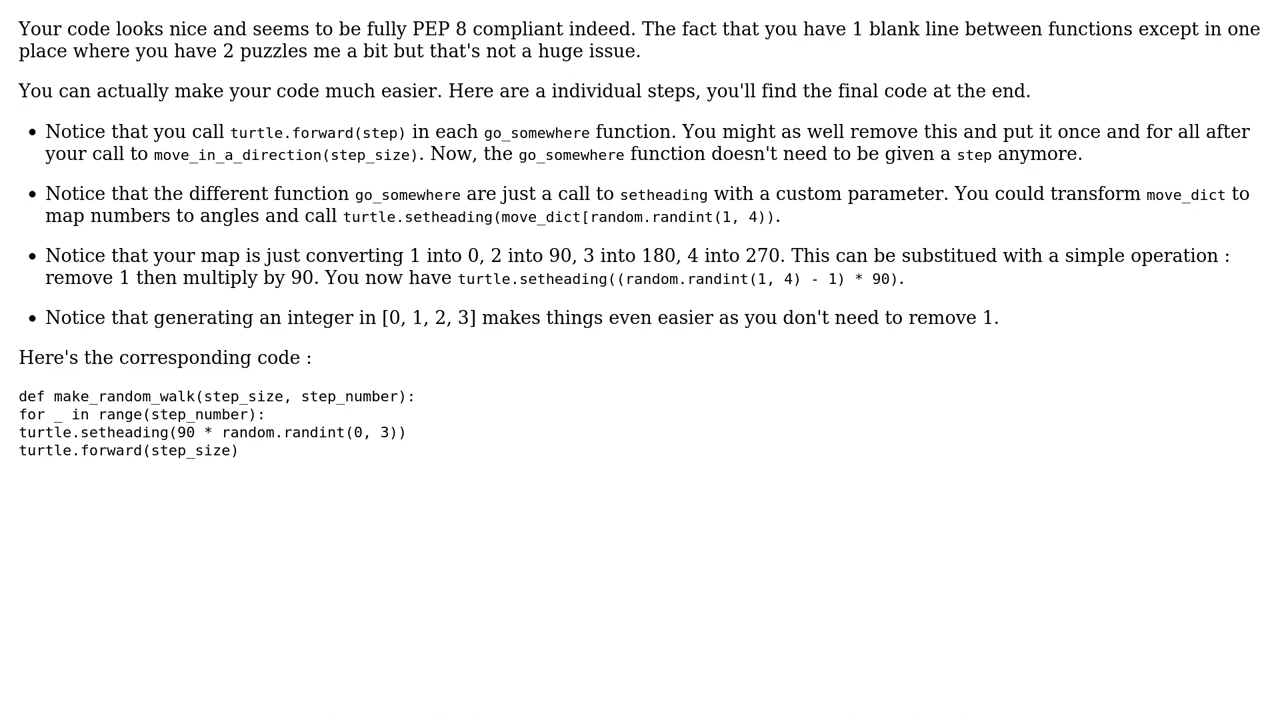 Your code looks nice and seems to be fully PEP 8 compliant indeed. The fact that you have 1 blank line between functions except in one
place where you have 2 puzzles me a bit but that's not a huge issue.
You can actually make your code much easier. Here are a individual steps, you'll find the final code at the end.
• Notice that you call turtle.forward(step) in each go_somewhere function. You might as well remove this and put it once and for all after
your call to move_in_a_direction(step_size). Now, the go_somewhere function doesn't need to be given a step anymore.
• Notice that the different function go_somewhere are just a call to setheading with a custom parameter. You could transform move_dict to
map numbers to angles and call turtle.setheading(move_dict[random.randint(1, 4)).
• Notice that your map is just converting 1 into 0, 2 into 90, 3 into 180, 4 into 270. This can be substitued with a simple operation :
remove 1 then multiply by 90. You now have turtle.setheading((random.randint(1, 4) - 1) * 90).
• Notice that generating an integer in [0, 1, 2, 3] makes things even easier as you don't need to remove 1.
Here's the corresponding code :
def make_random_walk(step_size, step_number):
for _ in range(step_number):
turtle.setheading(90 * random.randint(0, 3))
turtle.forward(step_size)